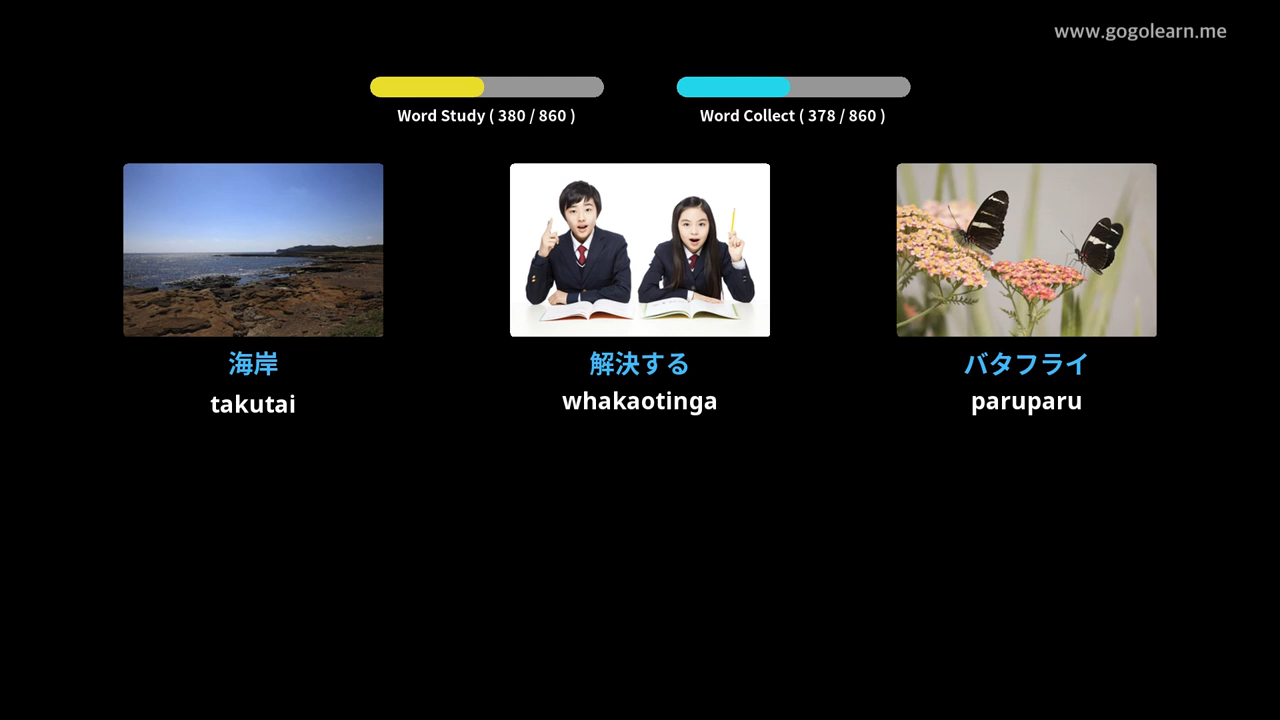 www.gogolearn.me
Word Study ( 380 / 860 )
Word Collect ( 378 / 860 )
海岸
takutai
解決する
whakaotinga
バタフライ
paruparu